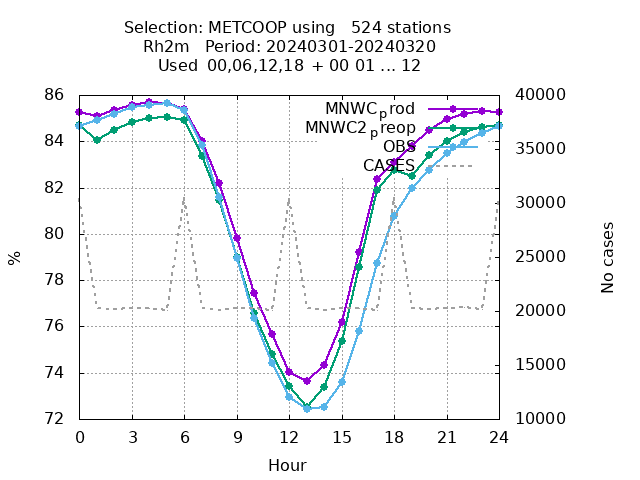 Selection: METCOOP using   524 stations
Rh2m   Period: 20240301-20240320
Used  00,06,12,18  + 00 01 ... 12
86
84
82
80
78
76
74
72
%
40000
35000
30000
25000
20000
15000
10000
No cases
MNWC_prod
MNWC2_preop
OBS
CASES
0 3 6 9 12 15 18 21 24
Hour